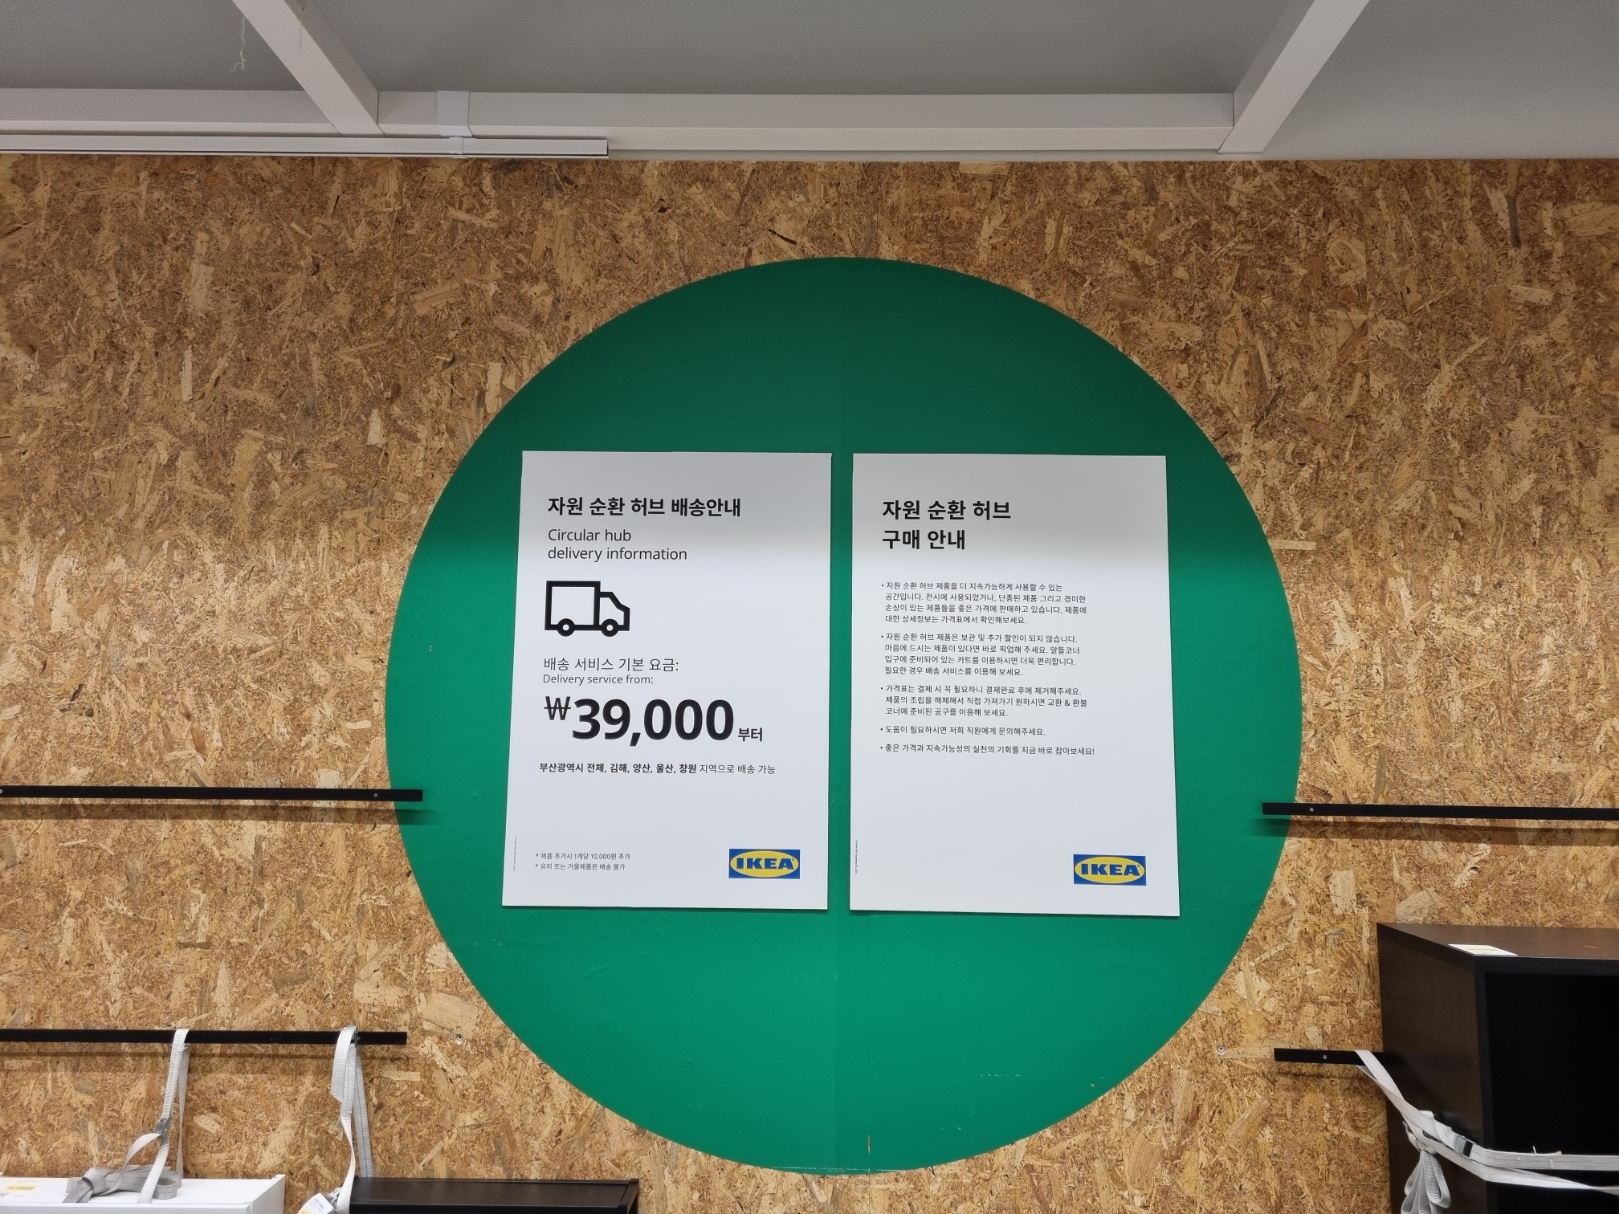 자원 순환 허브 배송안내
Circular hub
delivery information
배송 서비스 기본 요금:
Delivery service from:
₩39,000부터
부산광역시 전체, 김해, 양산, 울산, 창원 지역으로 배송 가능
* 제품 추가시 1개당 10,000원 추가
* 유리 또는 거울제품은 배송 불가
IKEA
자원 순환 허브
구매 안내
• 자원 순환 허브 제품을 더 지속가능하게 사용할 수 있는
공간입니다. 전시에 사용되었거나, 단종된 제품 그리고 경미한
손상이 있는 제품들을 좋은 가격에 판매하고 있습니다. 제품에
대한 상세정보는 가격표에서 확인해보세요.
• 자원 순환 허브 제품은 보관 및 추가 할인이 되지 않습니다.
마음에 드시는 제품이 있다면 바로 픽업해 주세요. 알뜰코너
입구에 준비되어 있는 카트를 이용하시면 더욱 편리합니다.
필요한 경우 배송 서비스를 이용해 보세요.
• 가격표는 결제 시 꼭 필요하니 결제완료 후에 제거해주세요.
제품의 조립을 해체해서 직접 가져가기 원하시면 교환 & 환불
코너에 준비된 공구를 이용해 보세요.
• 도움이 필요하시면 저희 직원에게 문의해주세요.
• 좋은 가격과 지속가능성의 실천의 기회를 지금 바로 잡아보세요!
IKEA